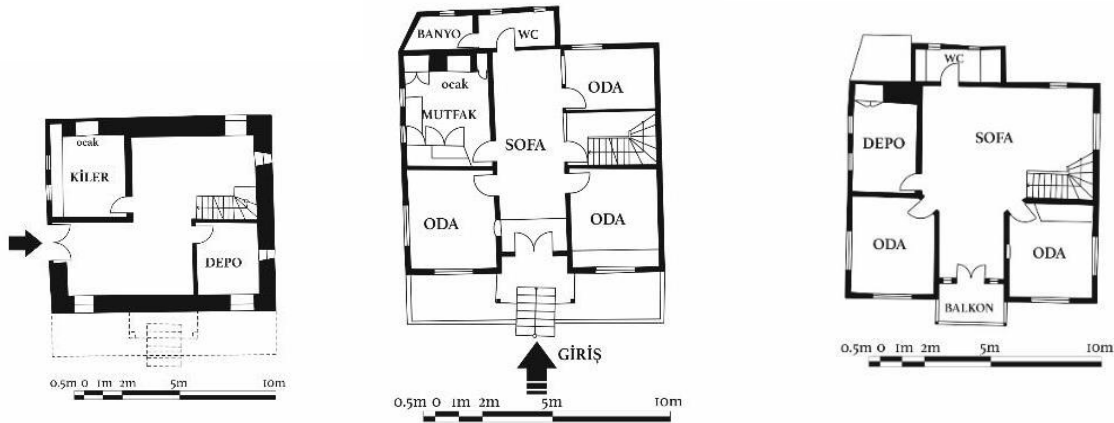 ocak
KİLER
DEPO
0.5m 0 1m 2m 5m 10m
BANYO
WC
ocak
MUTFAK
ODA
SOFA
ODA
ODA
GİRİŞ
0.5m 0 1m 2m 5m 10m
WC
DEPO
SOFA
ODA
ODA
BALKON
0.5m 0 1m 2m 5m 10m